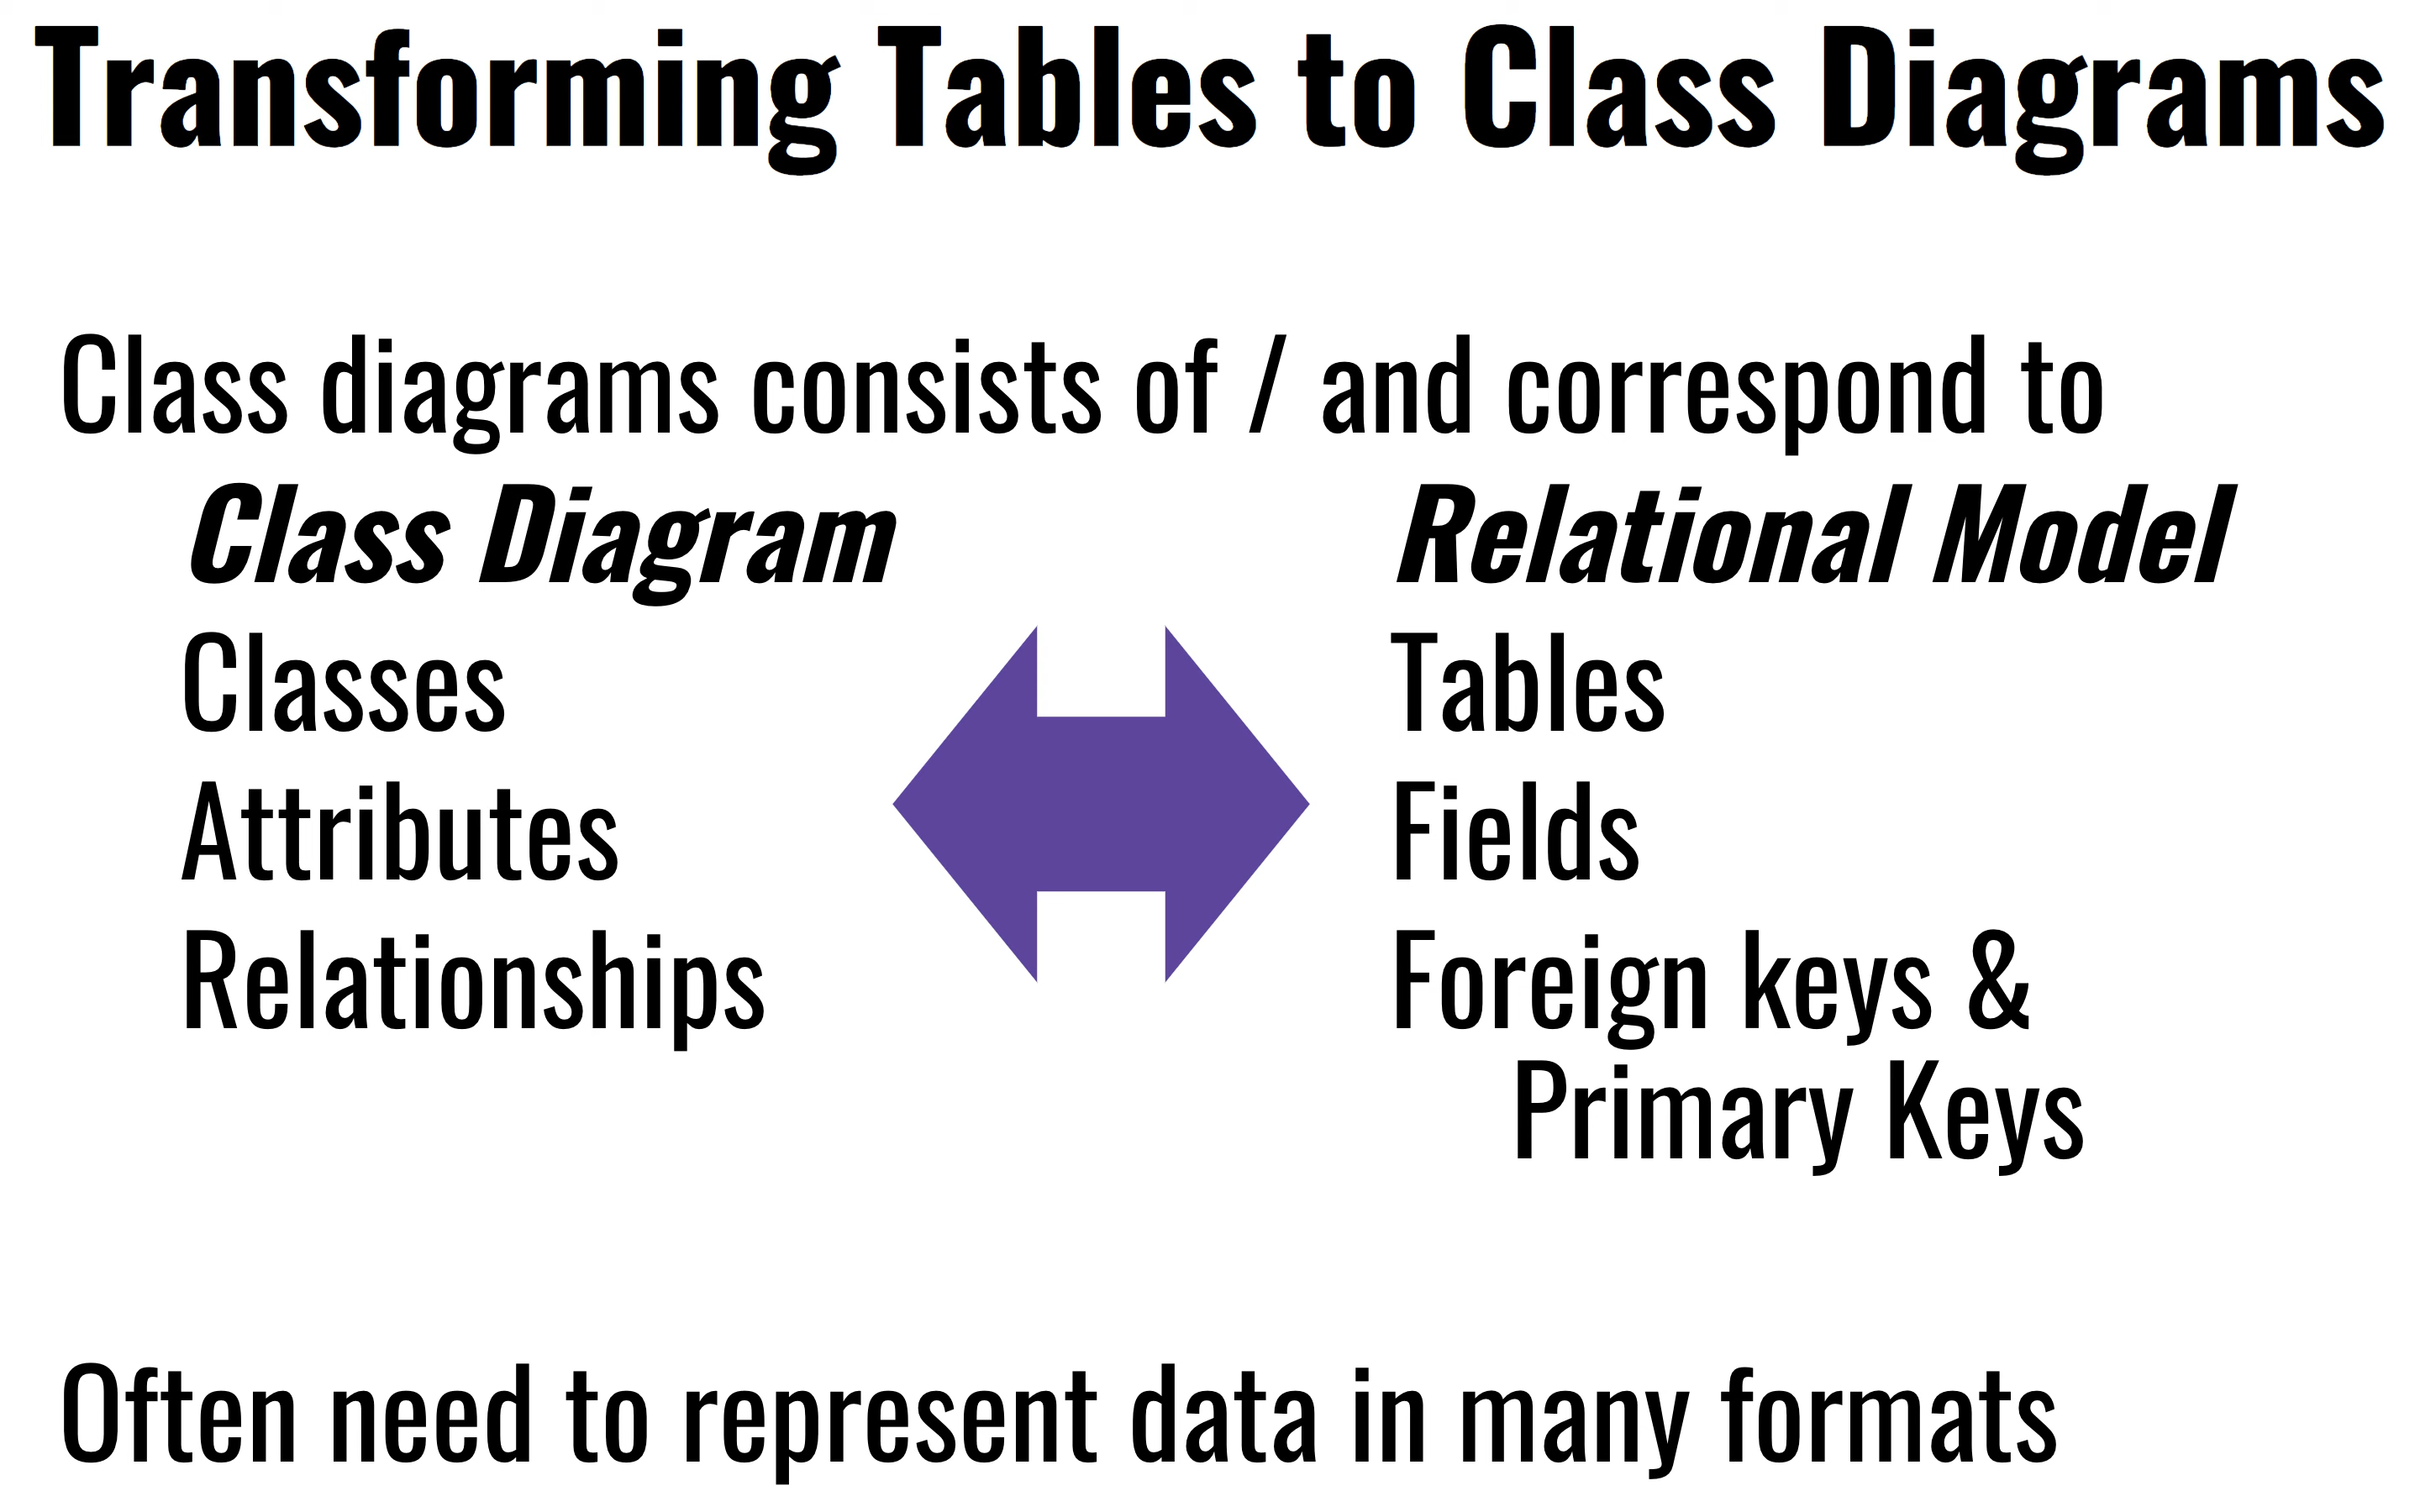 Transforming Tables to Class Diagrams
Class diagrams consists of / and correspond to
Class Diagram Relational Model
Classes Tables
Attributes Fields
Relationships Foreign keys &
Primary Keys
Often need to represent data in many formats